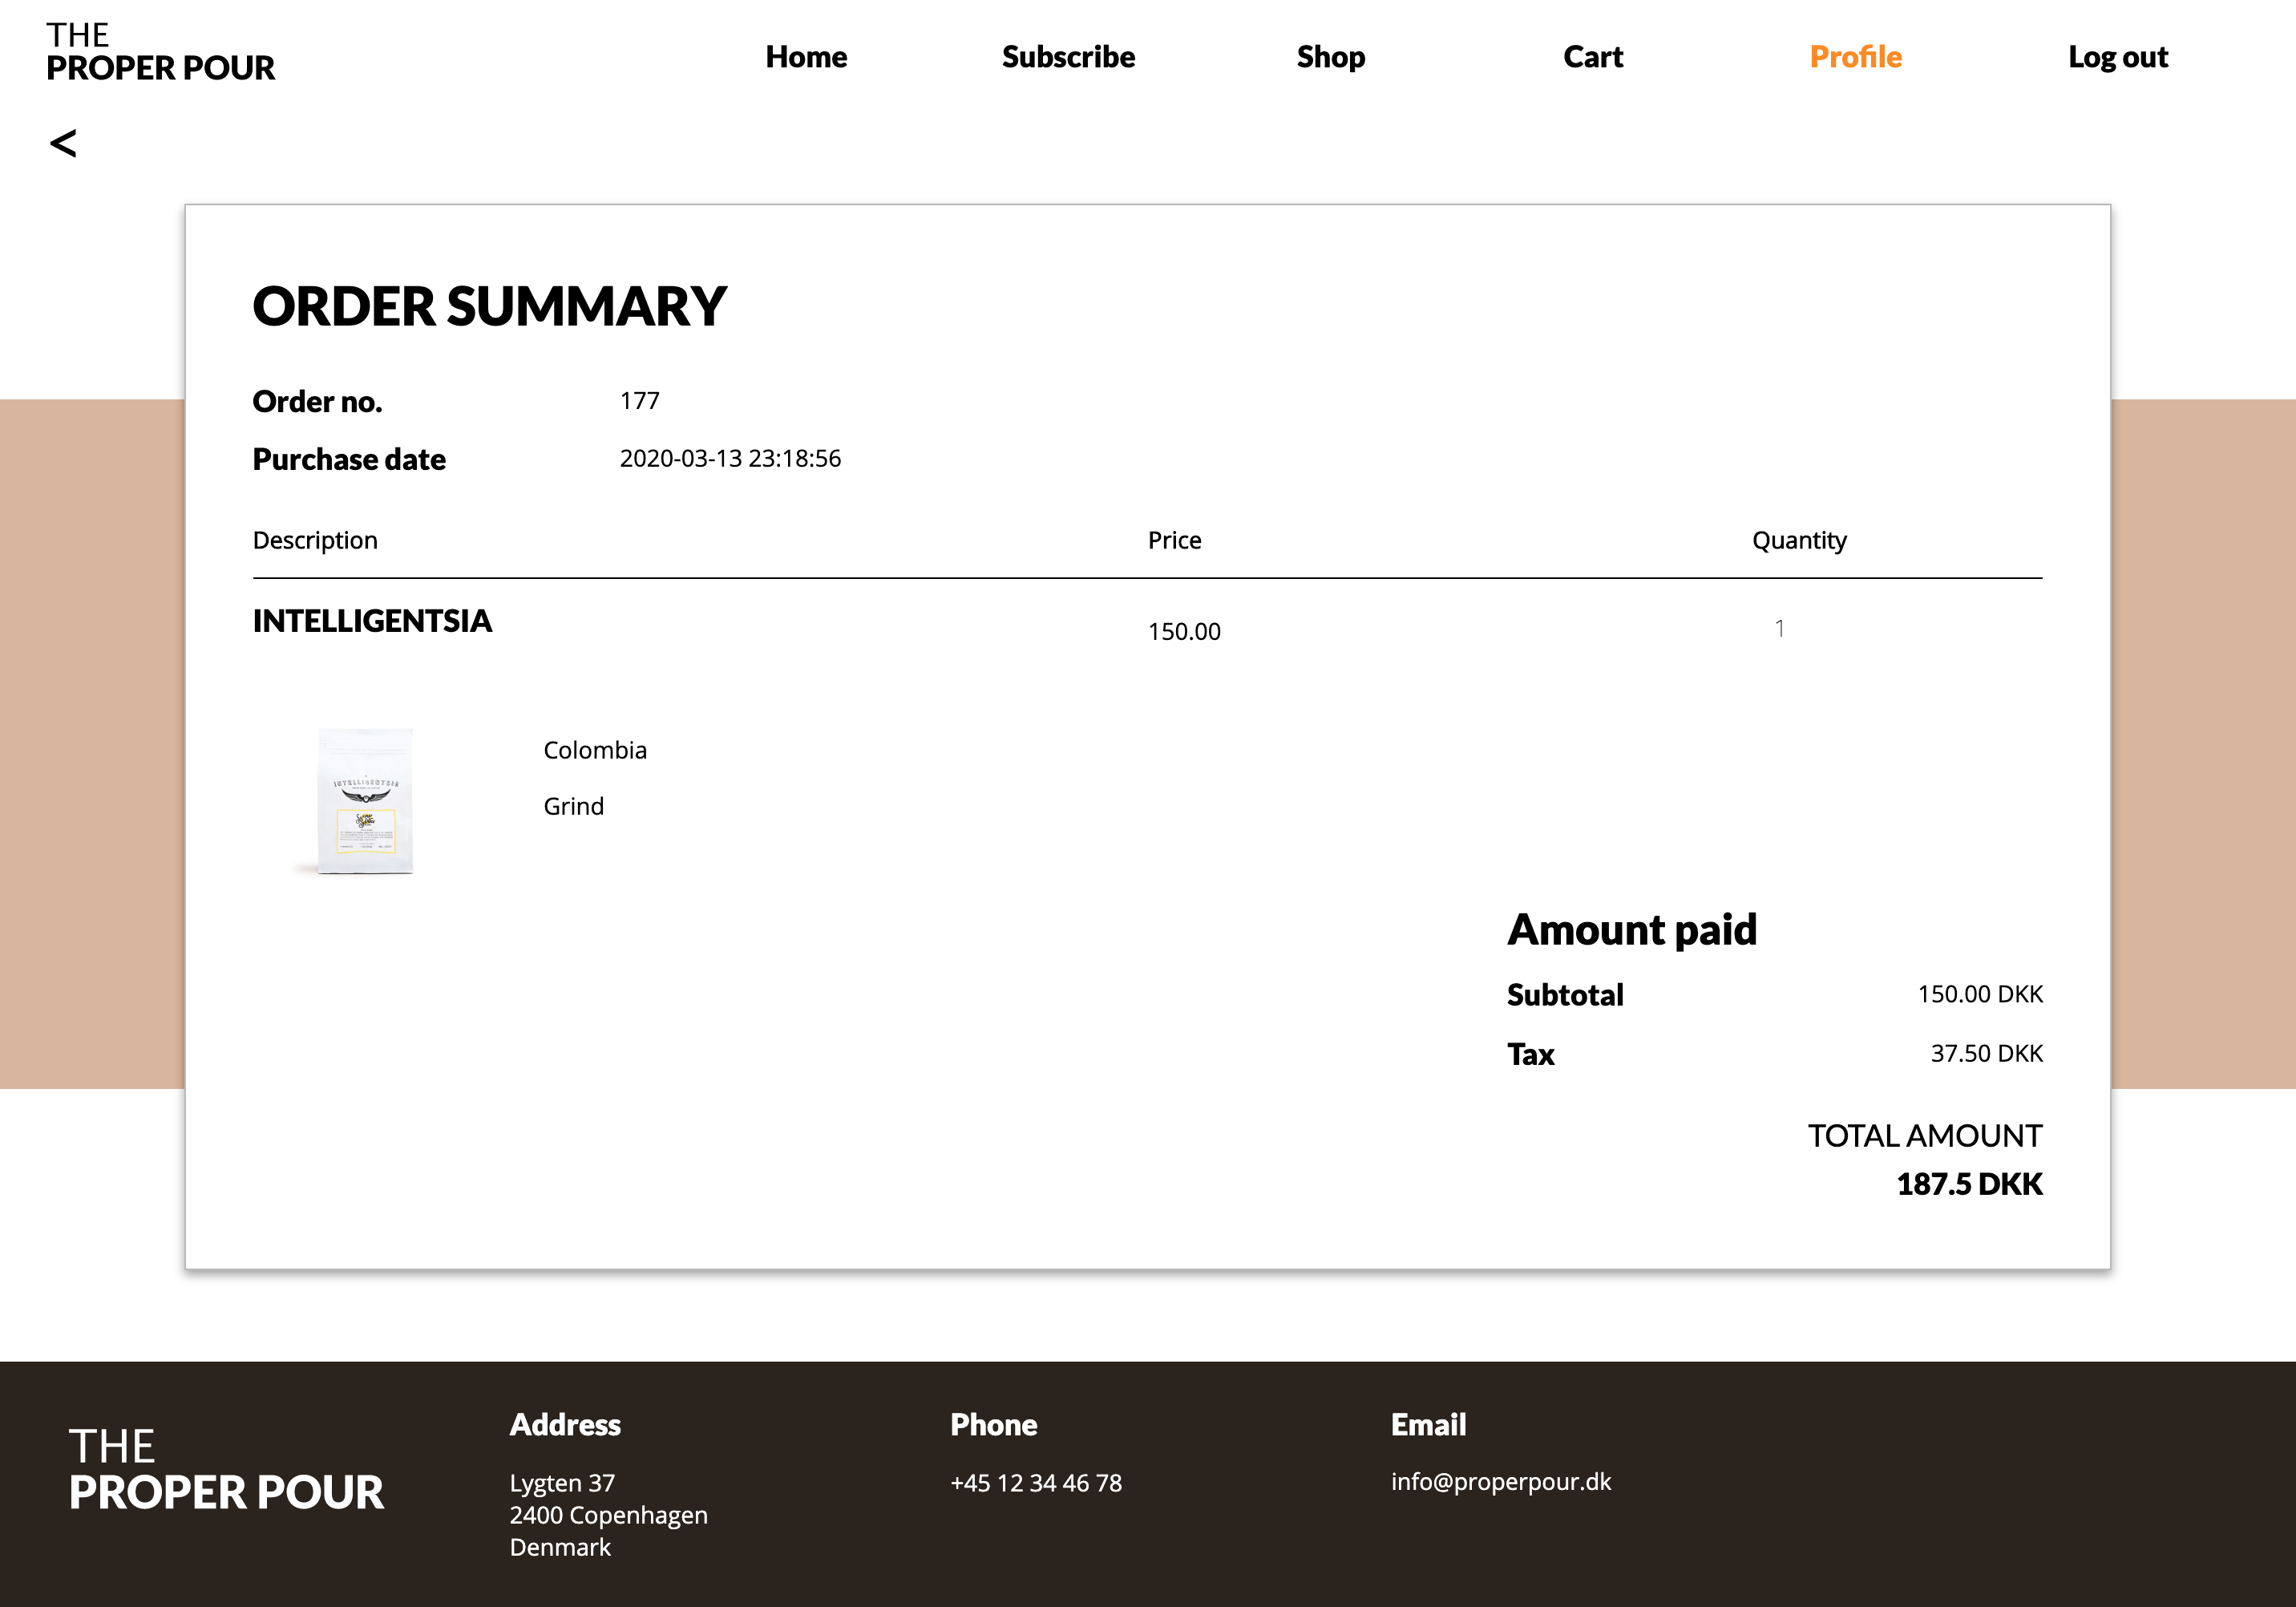 THE
PROPER POUR
Home Subscribe Shop Cart Profile Log out
<
ORDER SUMMARY
Order no. 177
Purchase date 2020-03-13 23:18:56
Description Price Quantity
INTELLIGENTSIA 150.00 1
INTELLIGENTSIA
Colombia
Grind
Amount paid
Subtotal 150.00 DKK
Tax 37.50 DKK
TOTAL AMOUNT
187.5 DKK
THE
PROPER POUR
Address
Lygten 37
2400 Copenhagen
Denmark
Phone
+45 12 34 46 78
Email
info@properpour.dk